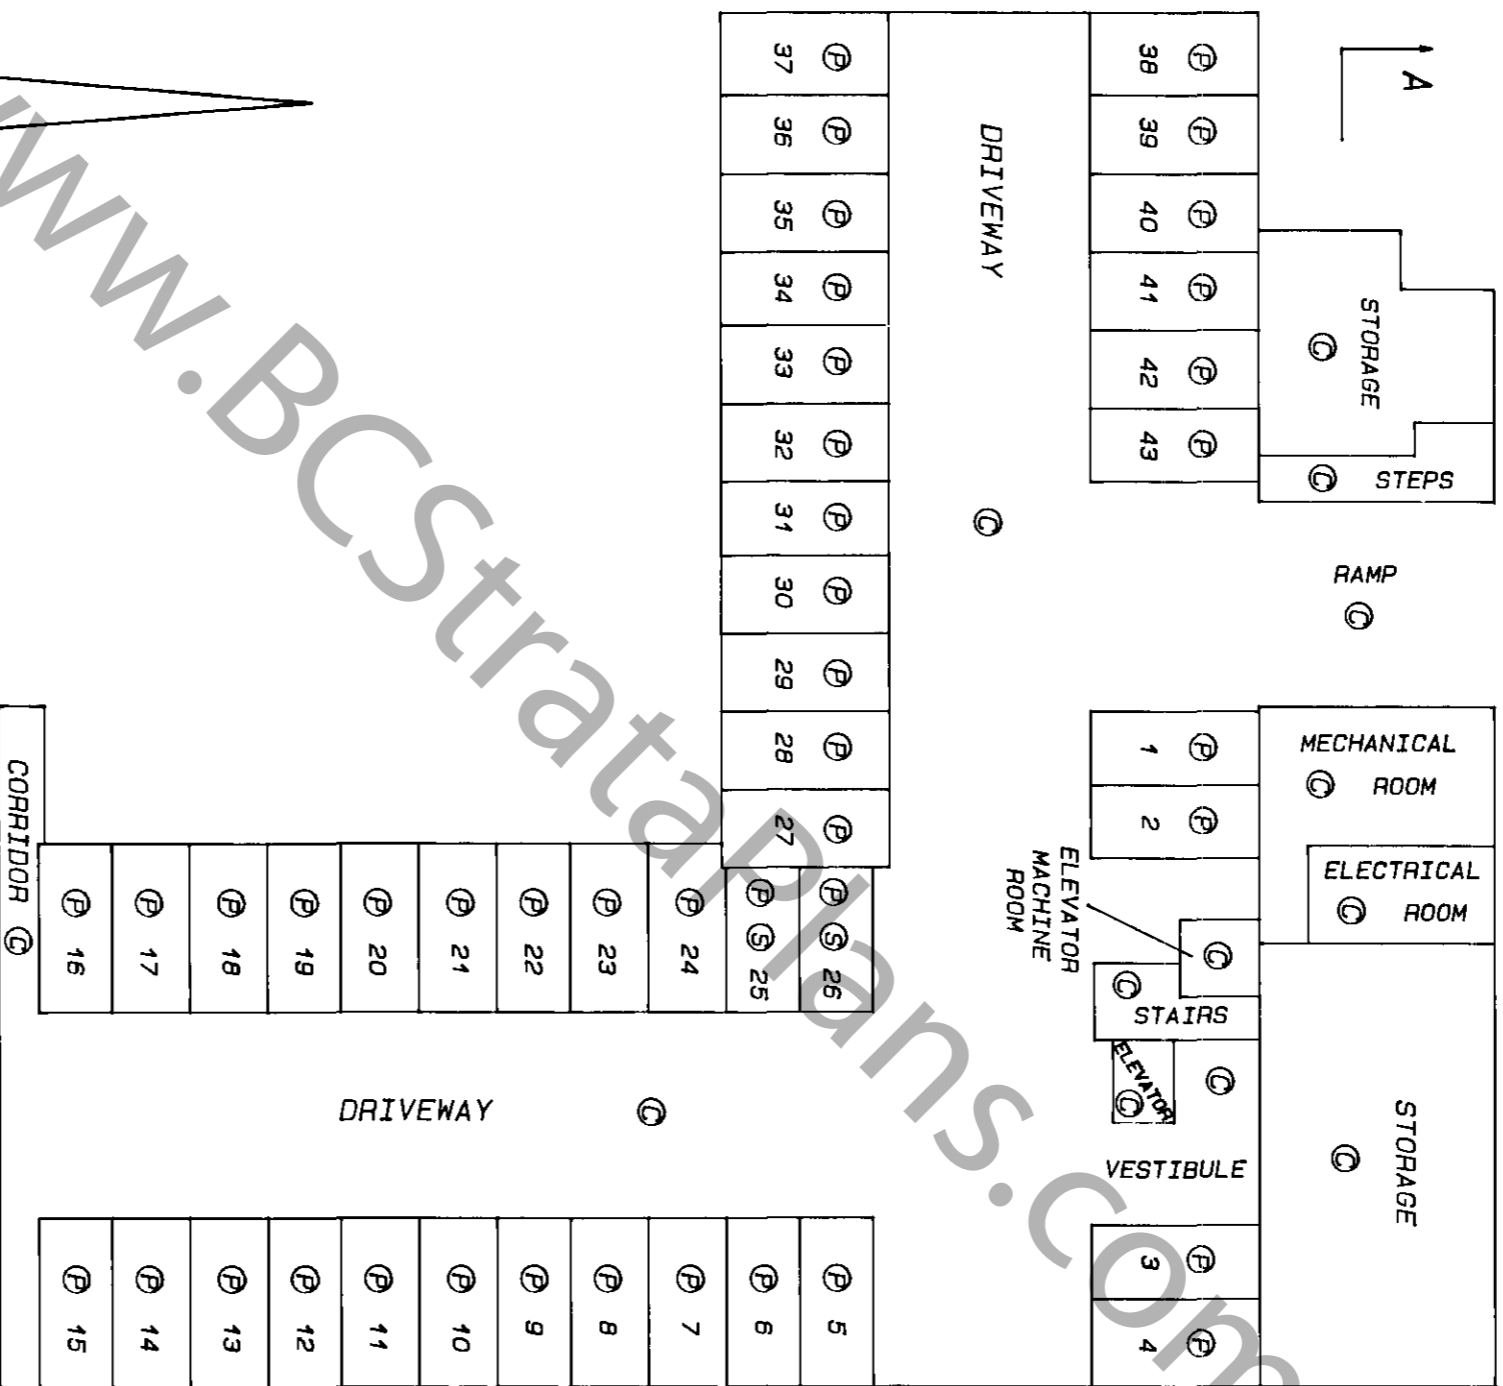 37 Ⓟ
36 Ⓟ
35 Ⓟ
34 Ⓟ
33 Ⓟ
32 Ⓟ
31 Ⓟ
30 Ⓟ
29 Ⓟ
28 Ⓟ
27 Ⓟ
DRIVEWAY
Ⓒ
38 Ⓟ
39 Ⓟ
40 Ⓟ
41 Ⓟ
42 Ⓟ
43 Ⓟ
A
STORAGE
Ⓒ
Ⓒ STEPS
RAMP
Ⓒ
1 Ⓟ
2 Ⓟ
MECHANICAL
Ⓒ ROOM
ELECTRICAL
Ⓒ ROOM
ELEVATOR
MACHINE
ROOM
Ⓒ
Ⓒ
STAIRS
ELEVATOR
Ⓒ
Ⓒ
VESTIBULE
STORAGE
Ⓒ
3 Ⓟ
4 Ⓟ
CORRIDOR Ⓒ
Ⓟ 16
Ⓟ 17
Ⓟ 18
Ⓟ 19
Ⓟ 20
Ⓟ 21
Ⓟ 22
Ⓟ 23
Ⓟ 24
Ⓟ Ⓢ 25
Ⓟ Ⓢ 26
DRIVEWAY Ⓒ
Ⓟ 15
Ⓟ 14
Ⓟ 13
Ⓟ 12
Ⓟ 11
Ⓟ 10
Ⓟ 9
Ⓟ 8
Ⓟ 7
Ⓟ 6
Ⓟ 5
www.BCStrataPlans.com